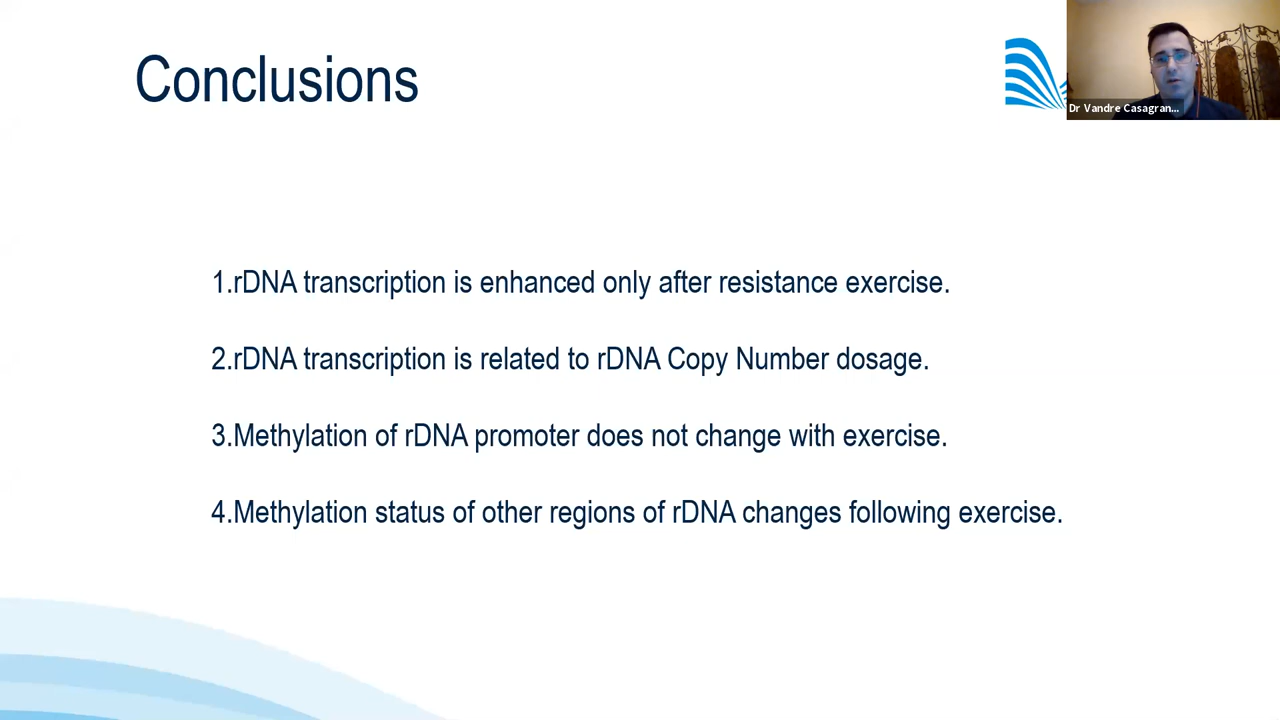 Conclusions
Dr Vandre Casagran...
1.rDNA transcription is enhanced only after resistance exercise.
2.rDNA transcription is related to rDNA Copy Number dosage.
3.Methylation of rDNA promoter does not change with exercise.
4.Methylation status of other regions of rDNA changes following exercise.